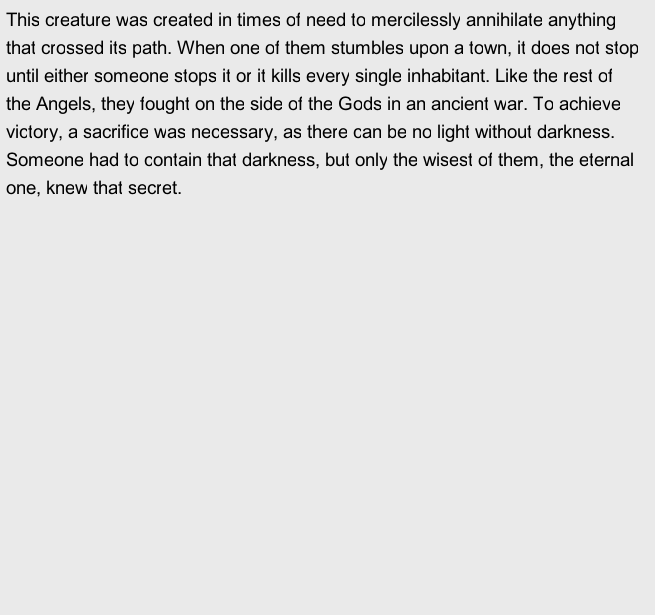 This creature was created in times of need to mercilessly annihilate anything
that crossed its path. When one of them stumbles upon a town, it does not stop
until either someone stops it or it kills every single inhabitant. Like the rest of
the Angels, they fought on the side of the Gods in an ancient war. To achieve
victory, a sacrifice was necessary, as there can be no light without darkness.
Someone had to contain that darkness, but only the wisest of them, the eternal
one, knew that secret.